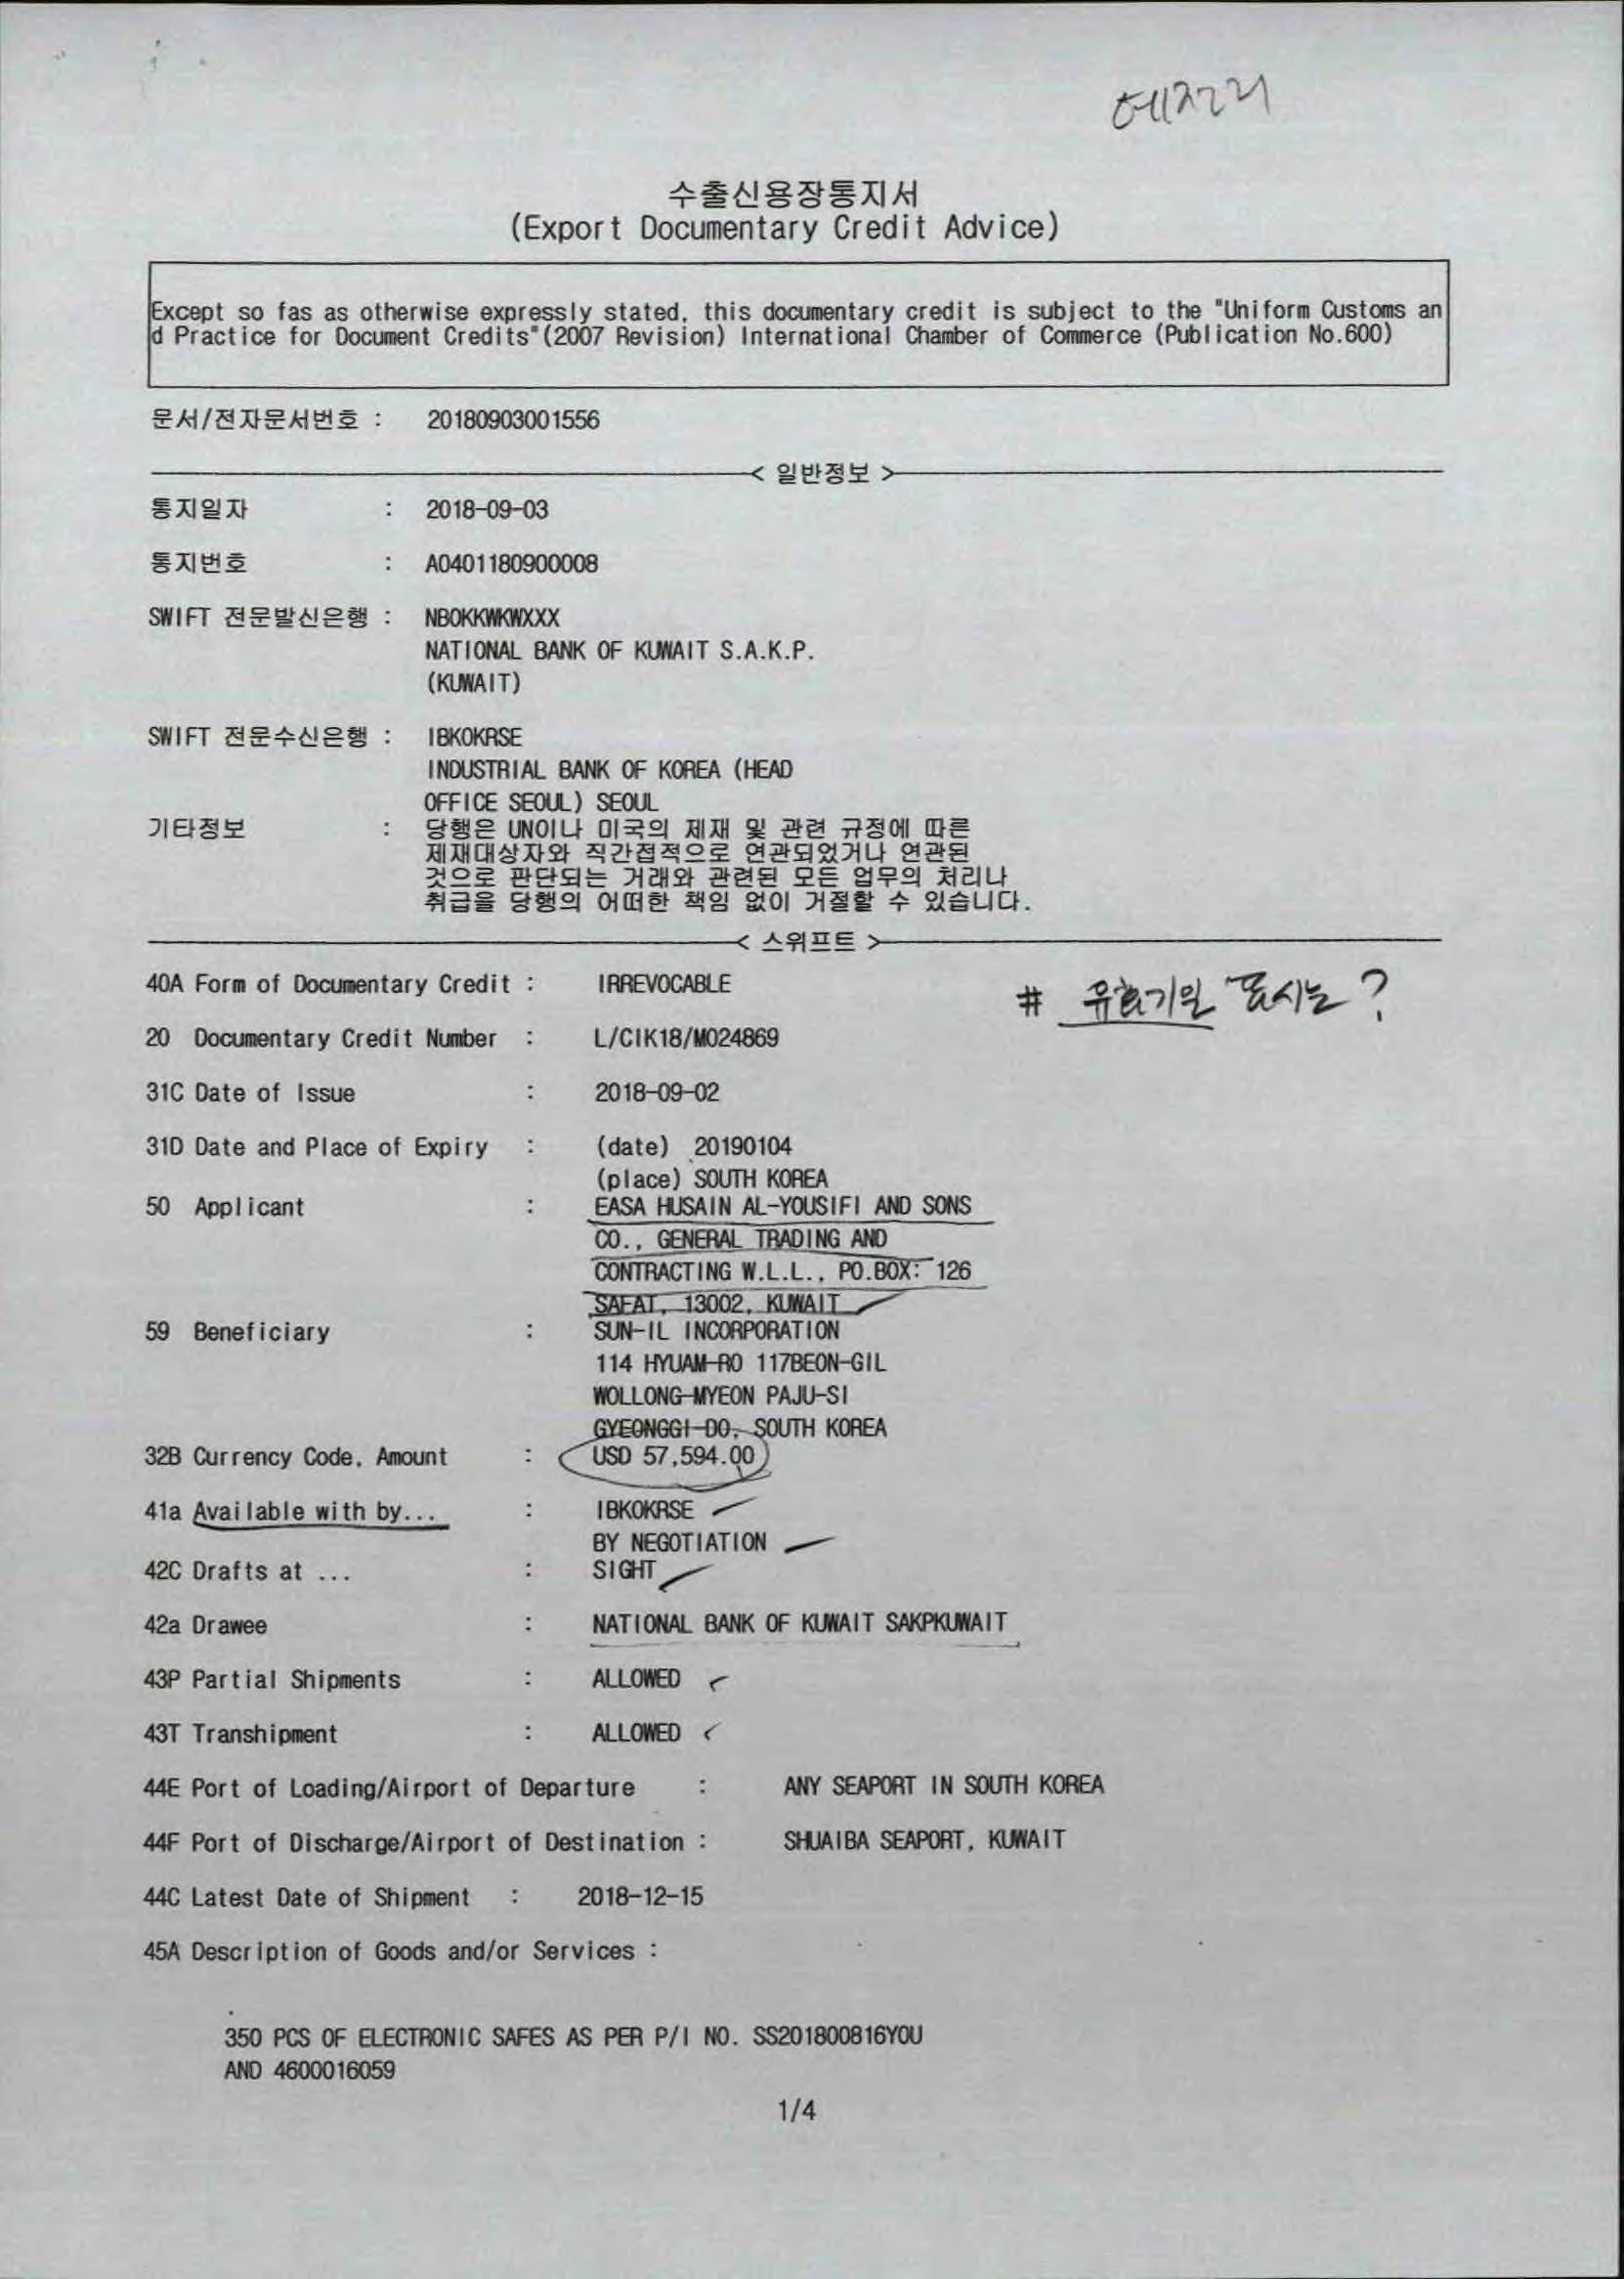 수출신용장통지서
(Export Documentary Credit Advice)
Except so fas as otherwise expressly stated, this documentary credit is subject to the "Uniform Customs an
d Practice for Document Credits"(2007 Revision) International Chamber of Commerce (Publication No.600)
문서/전자문서번호 : 20180903001556
< 일반정보 >
통지일자 : 2018-09-03
통지번호 : A0401180900008
SWIFT 전문발신은행 : NBOKKWKWXXX
NATIONAL BANK OF KUWAIT S.A.K.P.
(KUWAIT)
SWIFT 전문수신은행 : IBKOKRSE
INDUSTRIAL BANK OF KOREA (HEAD
OFFICE SEOUL) SEOUL
기타정보 : 당행은 UN이나 미국의 제재 및 관련 규정에 따른
제재대상자와 직간접적으로 연관되었거나 연관된
것으로 판단되는 거래와 관련된 모든 업무의 처리나
취급을 당행의 어떠한 책임 없이 거절할 수 있습니다.
< 스위프트 >
40A Form of Documentary Credit : IRREVOCABLE
# 유효기일 표시는?
20 Documentary Credit Number : L/CIK18/M024869
31C Date of Issue : 2018-09-02
31D Date and Place of Expiry : (date) 20190104
(place) SOUTH KOREA
50 Applicant : EASA HUSAIN AL-YOUSIFI AND SONS
CO., GENERAL TRADING AND
CONTRACTING W.L.L., PO.BOX: 126
SAFAT, 13002, KUWAIT
59 Beneficiary : SUN-IL INCORPORATION
114 HYUAM-RO 117BEON-GIL
WOLLONG-MYEON PAJU-SI
GYEONGGI-DO, SOUTH KOREA
32B Currency Code, Amount : USD 57,594.00
41a Available with by... : IBKOKRSE
BY NEGOTIATION
42C Drafts at ... : SIGHT
42a Drawee : NATIONAL BANK OF KUWAIT SAKPKUWAIT
43P Partial Shipments : ALLOWED
43T Transhipment : ALLOWED
44E Port of Loading/Airport of Departure : ANY SEAPORT IN SOUTH KOREA
44F Port of Discharge/Airport of Destination : SHUAIBA SEAPORT, KUWAIT
44C Latest Date of Shipment : 2018-12-15
45A Description of Goods and/or Services :
350 PCS OF ELECTRONIC SAFES AS PER P/I NO. SS201800816YOU
AND 4600016059
1/4